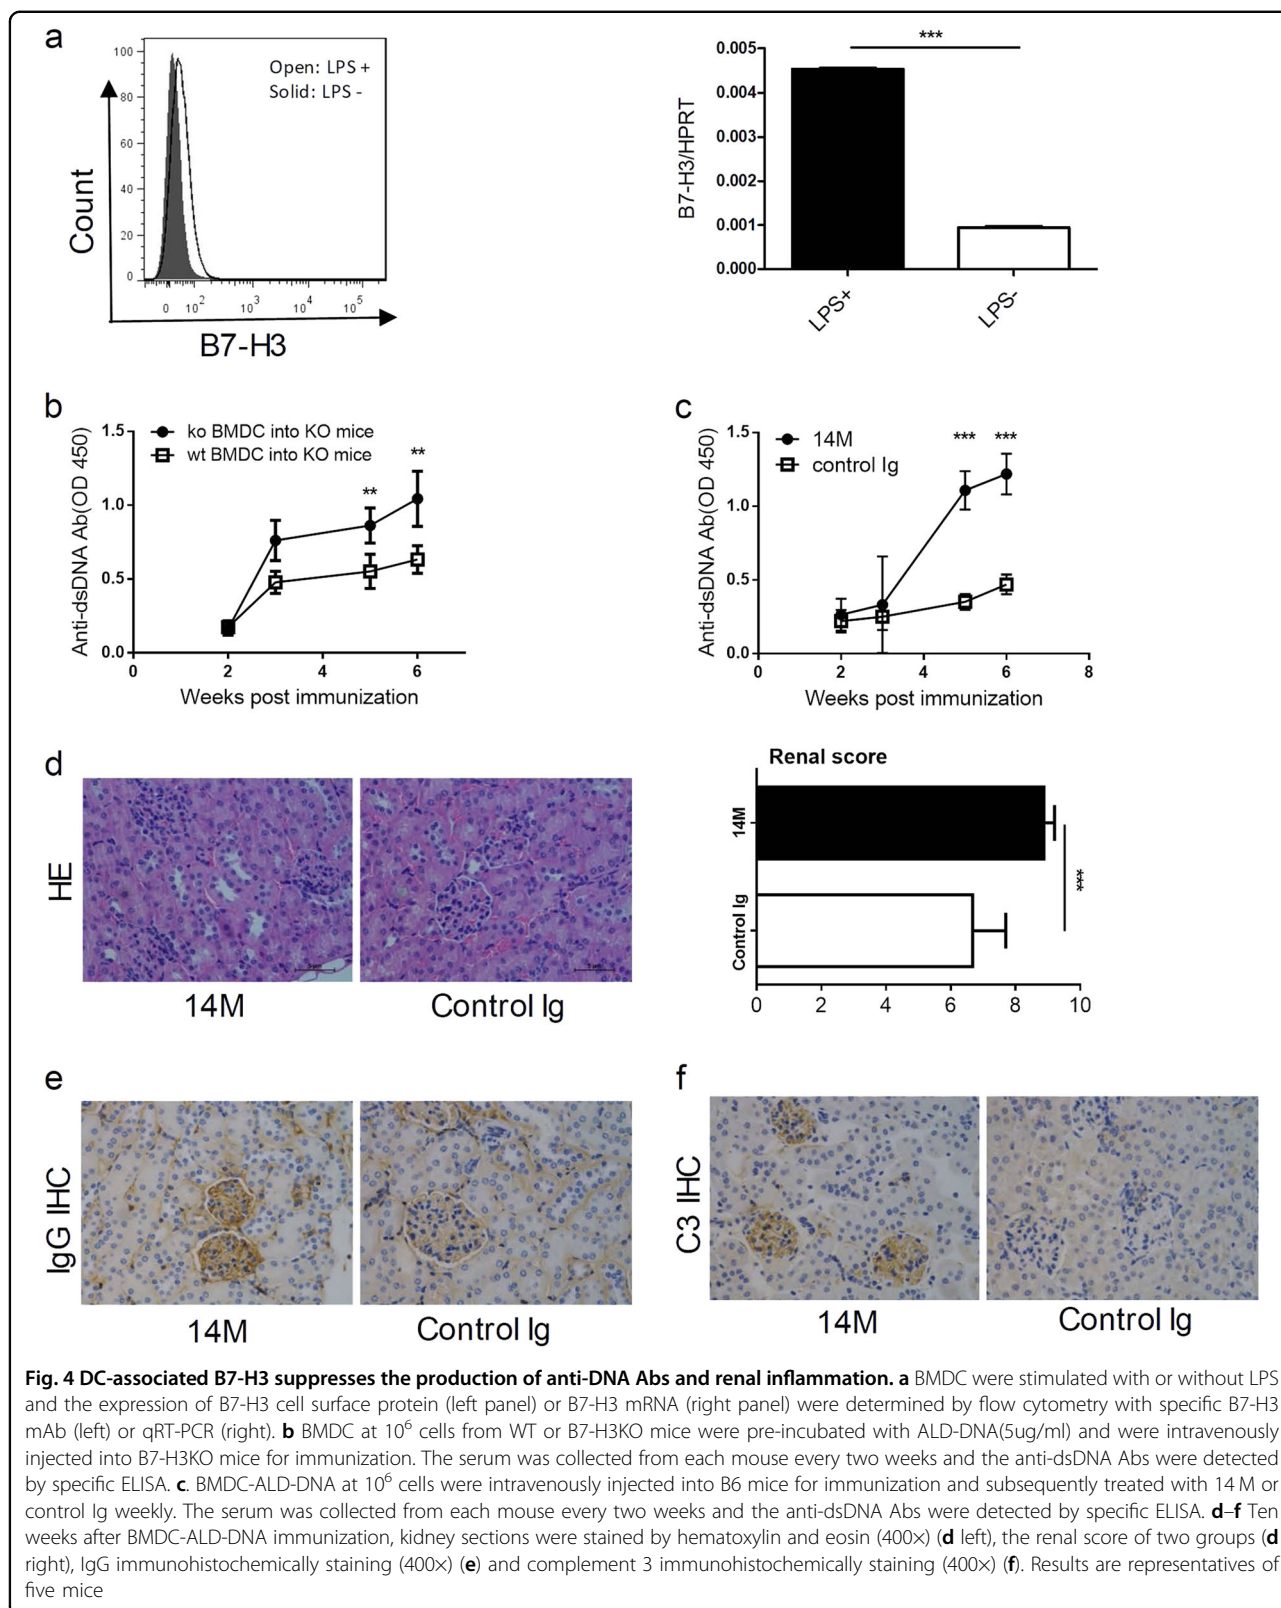 a
100
80
60
40
20
0
Count
Open: LPS +
Solid: LPS -
0 10² 10³ 10⁴ 10⁵
B7-H3
***
0.005
0.004
0.003
0.002
0.001
0.000
B7-H3/HPRT
LPS+
LPS-
b
ko BMDC into KO mice
wt BMDC into KO mice
**
**
1.5
1.0
0.5
0.0
Anti-dsDNA Ab(OD 450)
0 2 4 6
Weeks post immunization
c
14M
control Ig
***
***
1.5
1.0
0.5
0.0
Anti-dsDNA Ab(OD 450)
0 2 4 6 8
Weeks post immunization
d
HE
14M
Control Ig
Renal score
14M
Control Ig
***
0 2 4 6 8 10
e
IgG IHC
14M
Control Ig
f
C3 IHC
14M
Control Ig
Fig. 4 DC-associated B7-H3 suppresses the production of anti-DNA Abs and renal inflammation. a BMDC were stimulated with or without LPS
and the expression of B7-H3 cell surface protein (left panel) or B7-H3 mRNA (right panel) were determined by flow cytometry with specific B7-H3
mAb (left) or qRT-PCR (right). b BMDC at 10⁶ cells from WT or B7-H3KO mice were pre-incubated with ALD-DNA(5ug/ml) and were intravenously
injected into B7-H3KO mice for immunization. The serum was collected from each mouse every two weeks and the anti-dsDNA Abs were detected
by specific ELISA. c. BMDC-ALD-DNA at 10⁶ cells were intravenously injected into B6 mice for immunization and subsequently treated with 14 M or
control Ig weekly. The serum was collected from each mouse every two weeks and the anti-dsDNA Abs were detected by specific ELISA. d–f Ten
weeks after BMDC-ALD-DNA immunization, kidney sections were stained by hematoxylin and eosin (400×) (d left), the renal score of two groups (d
right), IgG immunohistochemically staining (400×) (e) and complement 3 immunohistochemically staining (400×) (f). Results are representatives of
five mice